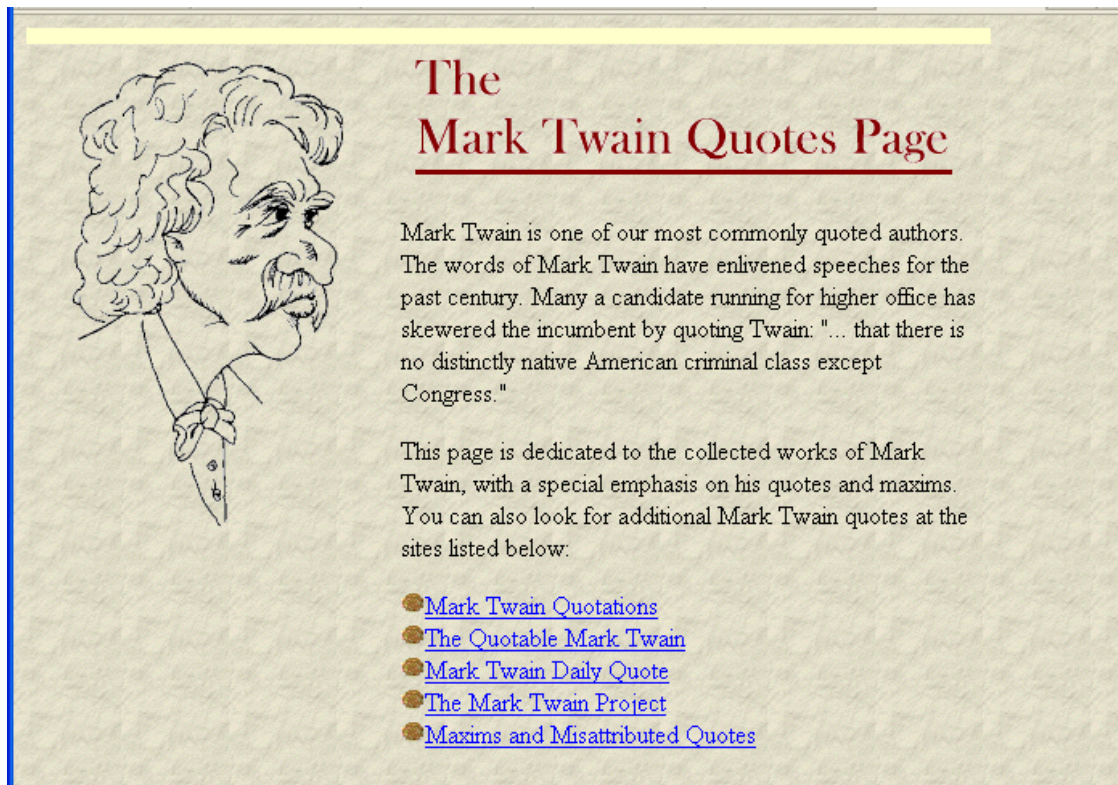 The
Mark Twain Quotes Page
Mark Twain is one of our most commonly quoted authors.
The words of Mark Twain have enlivened speeches for the
past century. Many a candidate running for higher office has
skewered the incumbent by quoting Twain: "... that there is
no distinctly native American criminal class except
Congress."
This page is dedicated to the collected works of Mark
Twain, with a special emphasis on his quotes and maxims.
You can also look for additional Mark Twain quotes at the
sites listed below:
Mark Twain Quotations
The Quotable Mark Twain
Mark Twain Daily Quote
The Mark Twain Project
Maxims and Misattributed Quotes